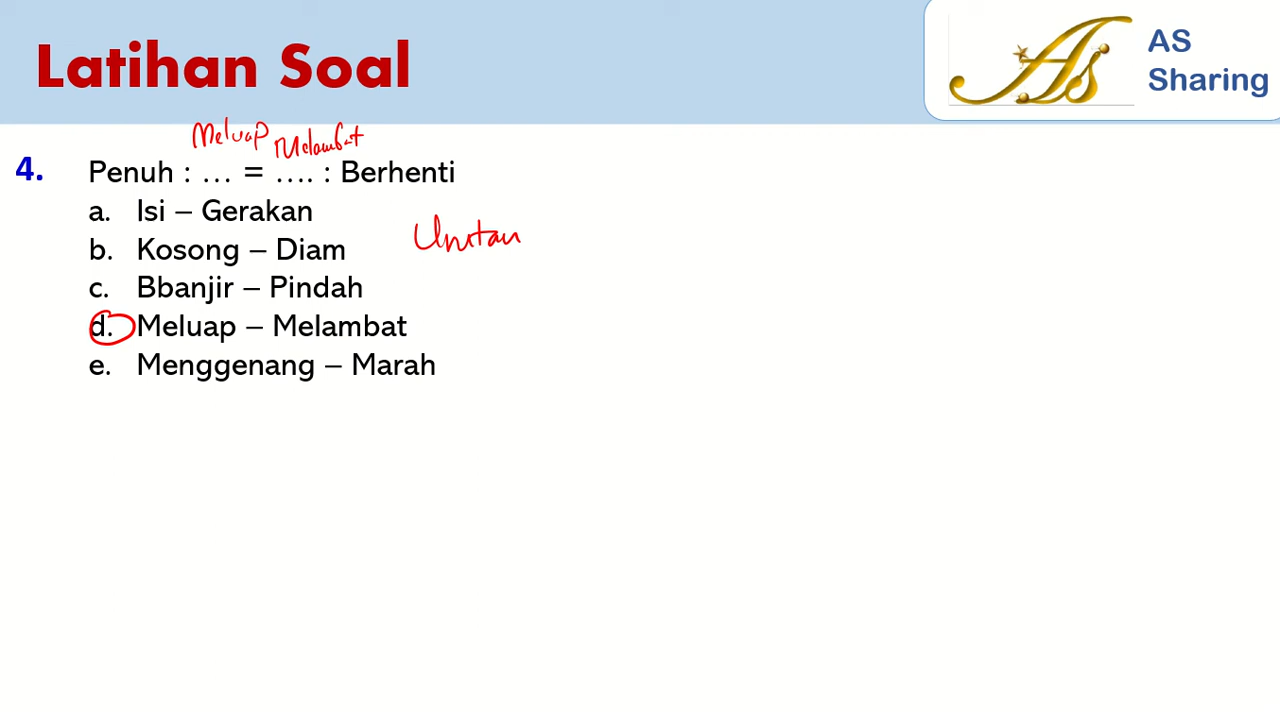 Latihan Soal
AS
Sharing
Meluap Melambat
4. Penuh : … = …. : Berhenti
a. Isi – Gerakan
Urutan
b. Kosong – Diam
c. Bbanjir – Pindah
d. Meluap – Melambat
e. Menggenang – Marah